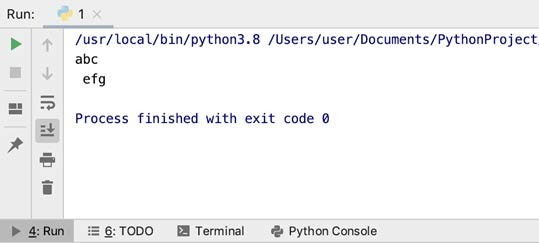 Run: 1
/usr/local/bin/python3.8 /Users/user/Documents/PythonProject/
abc
 efg
Process finished with exit code 0
4: Run 6: TODO Terminal Python Console